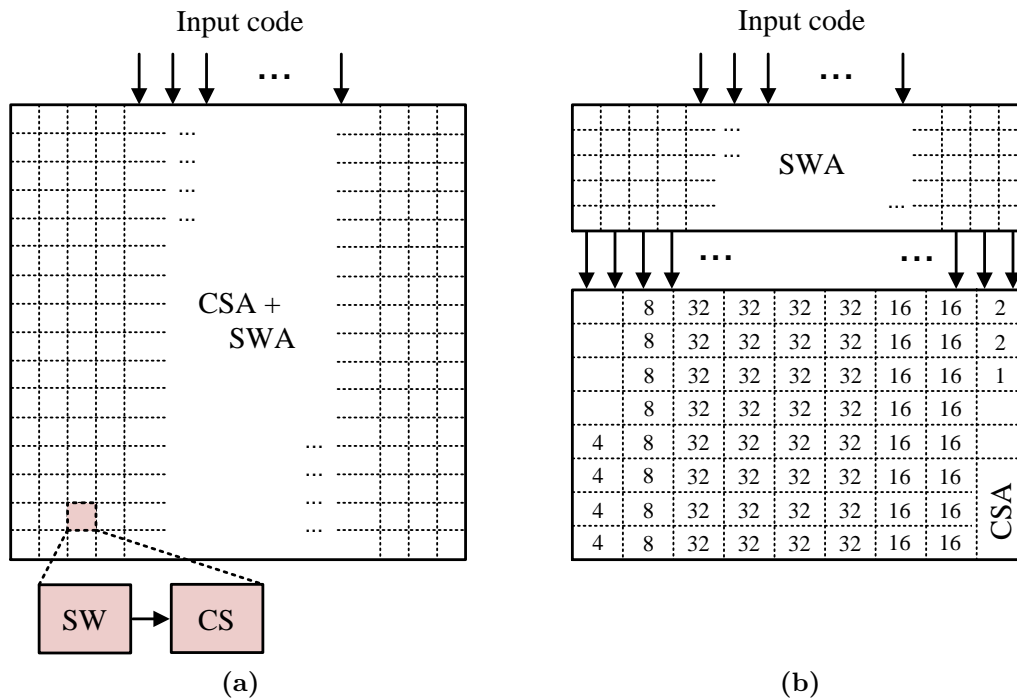 Input code
...
...
...
...
...
CSA +
SWA
...
...
...
...
SW
CS
(a)
Input code
...
...
...
SWA
...
... ...
8 32 32 32 32 16 16 2
8 32 32 32 32 16 16 2
8 32 32 32 32 16 16 1
8 32 32 32 32 16 16
4 8 32 32 32 32 16 16
4 8 32 32 32 32 16 16
4 8 32 32 32 32 16 16
4 8 32 32 32 32 16 16
CSA
(b)